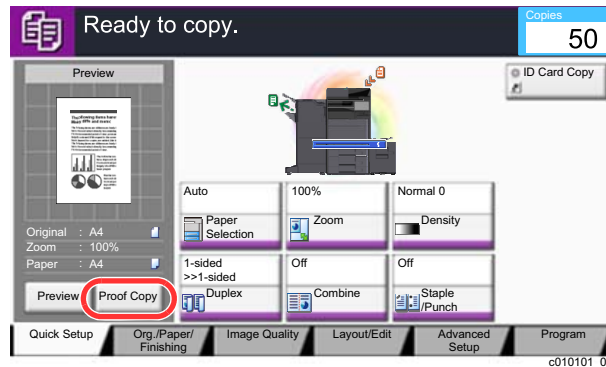 Ready to copy.
Copies
50
Preview
ID Card Copy
Original : A4
Zoom : 100%
Paper : A4
Preview
Proof Copy
Auto
Paper
Selection
100%
Zoom
Normal 0
Density
1-sided
>>1-sided
Duplex
Off
Combine
Off
Staple
/Punch
Quick Setup
Org./Paper/
Finishing
Image Quality
Layout/Edit
Advanced
Setup
Program
c010101_0